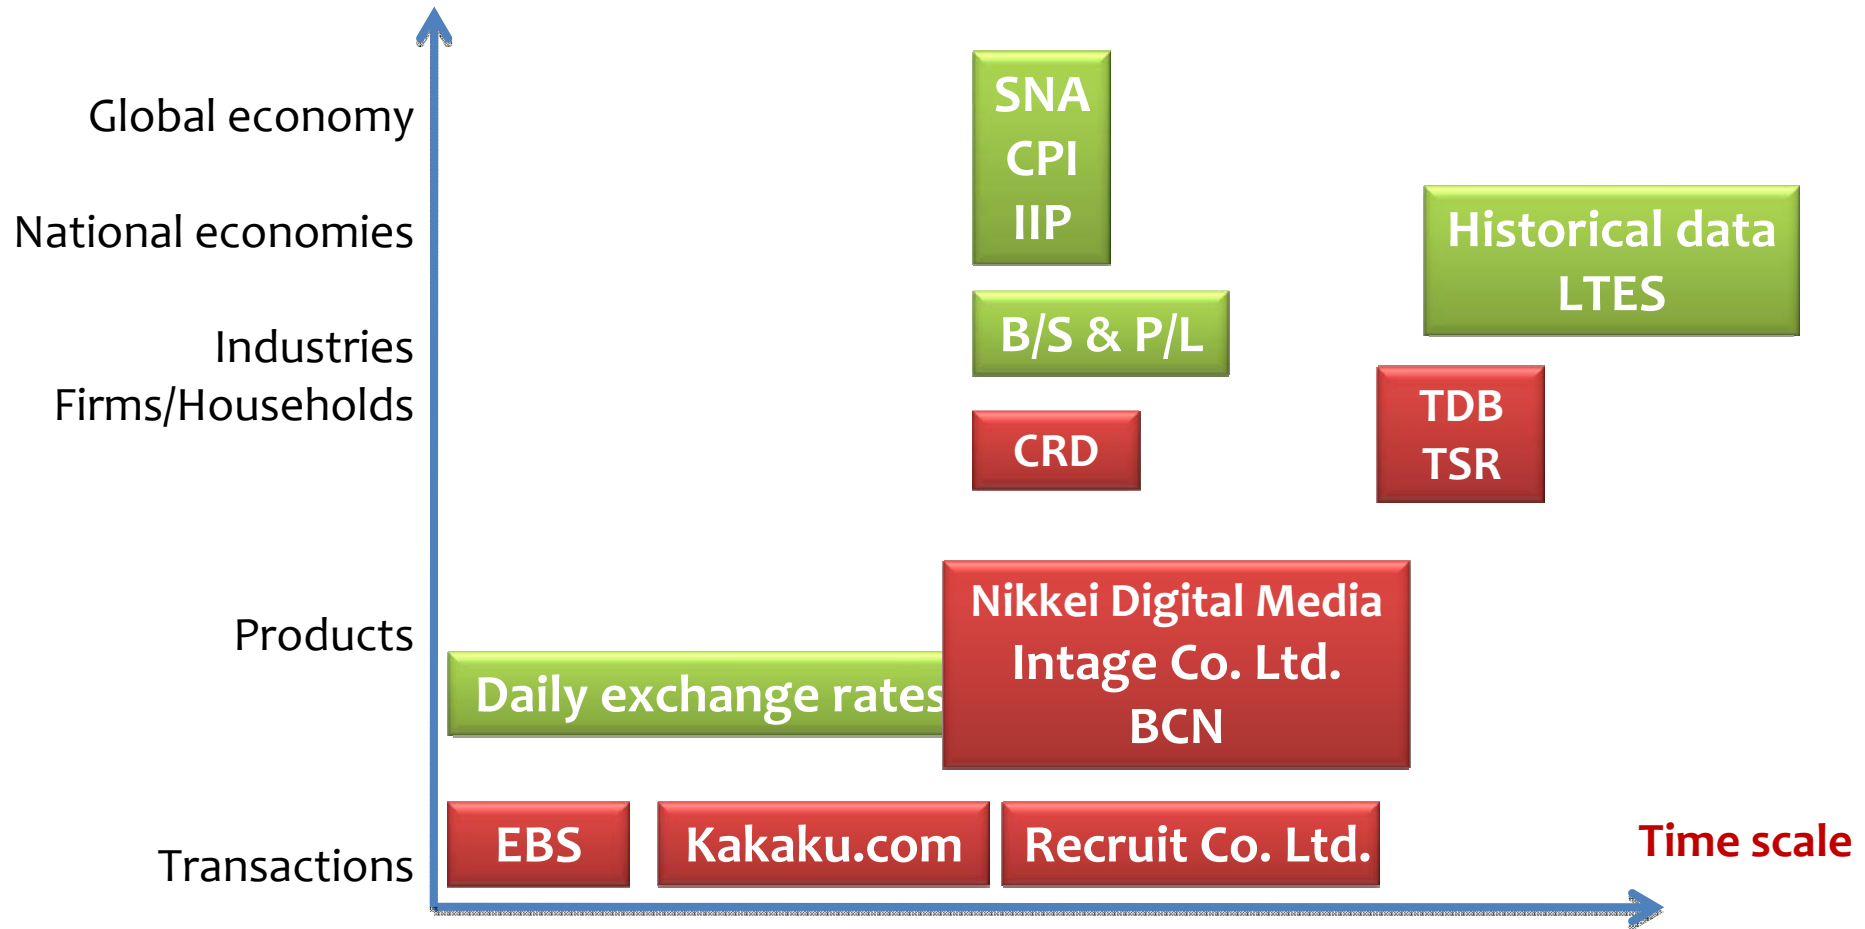 Global economy
National economies
Industries
Firms/Households
Products
Transactions
SNA
CPI
IIP
Historical data
LTES
B/S & P/L
TDB
TSR
CRD
Nikkei Digital Media
Intage Co. Ltd.
BCN
Daily exchange rates
EBS
Kakaku.com
Recruit Co. Ltd.
Time scale